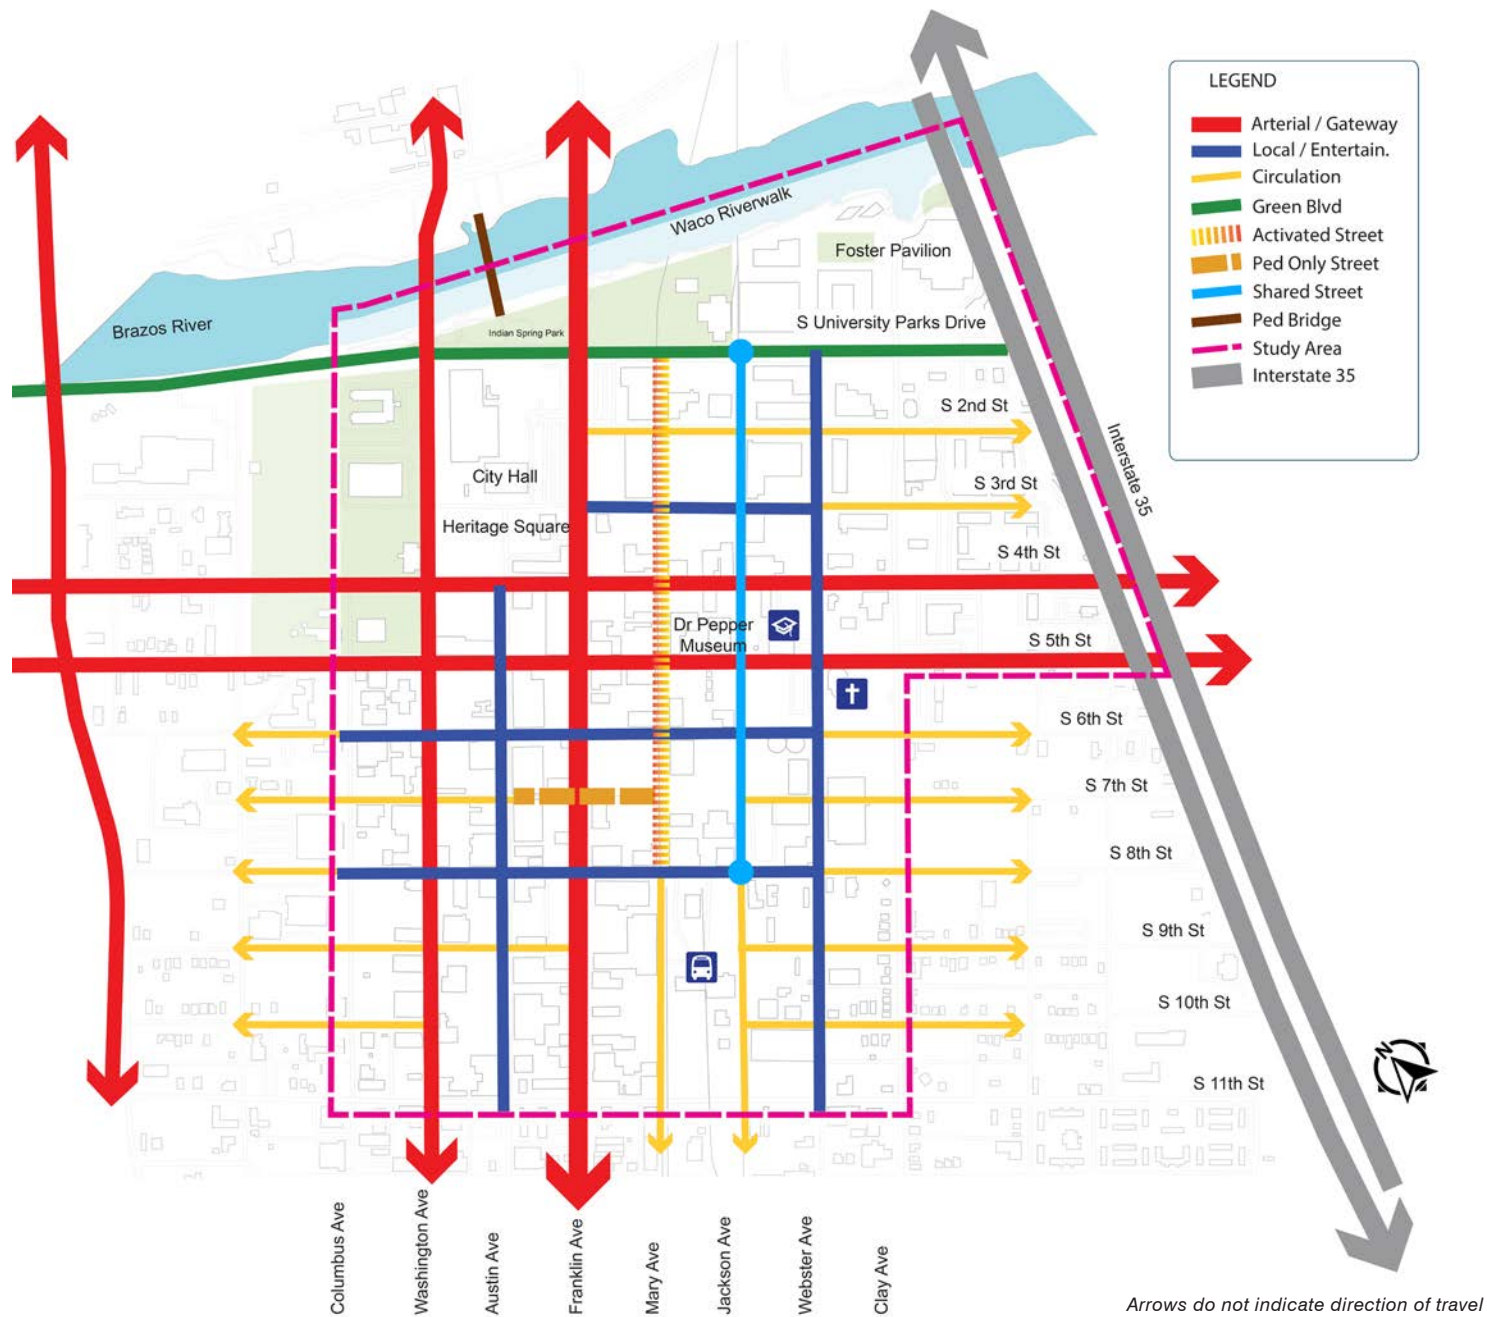 LEGEND
Arterial / Gateway
Local / Entertain.
Circulation
Green Blvd
Activated Street
Ped Only Street
Shared Street
Ped Bridge
Study Area
Interstate 35
Waco Riverwalk
Foster Pavilion
Brazos River
Indian Spring Park
S University Parks Drive
S 2nd St
City Hall
S 3rd St
Interstate 35
Heritage Square
S 4th St
Dr Pepper
Museum
S 5th St
S 6th St
S 7th St
S 8th St
S 9th St
S 10th St
N
S 11th St
Columbus Ave
Washington Ave
Austin Ave
Franklin Ave
Mary Ave
Jackson Ave
Webster Ave
Clay Ave
Arrows do not indicate direction of travel